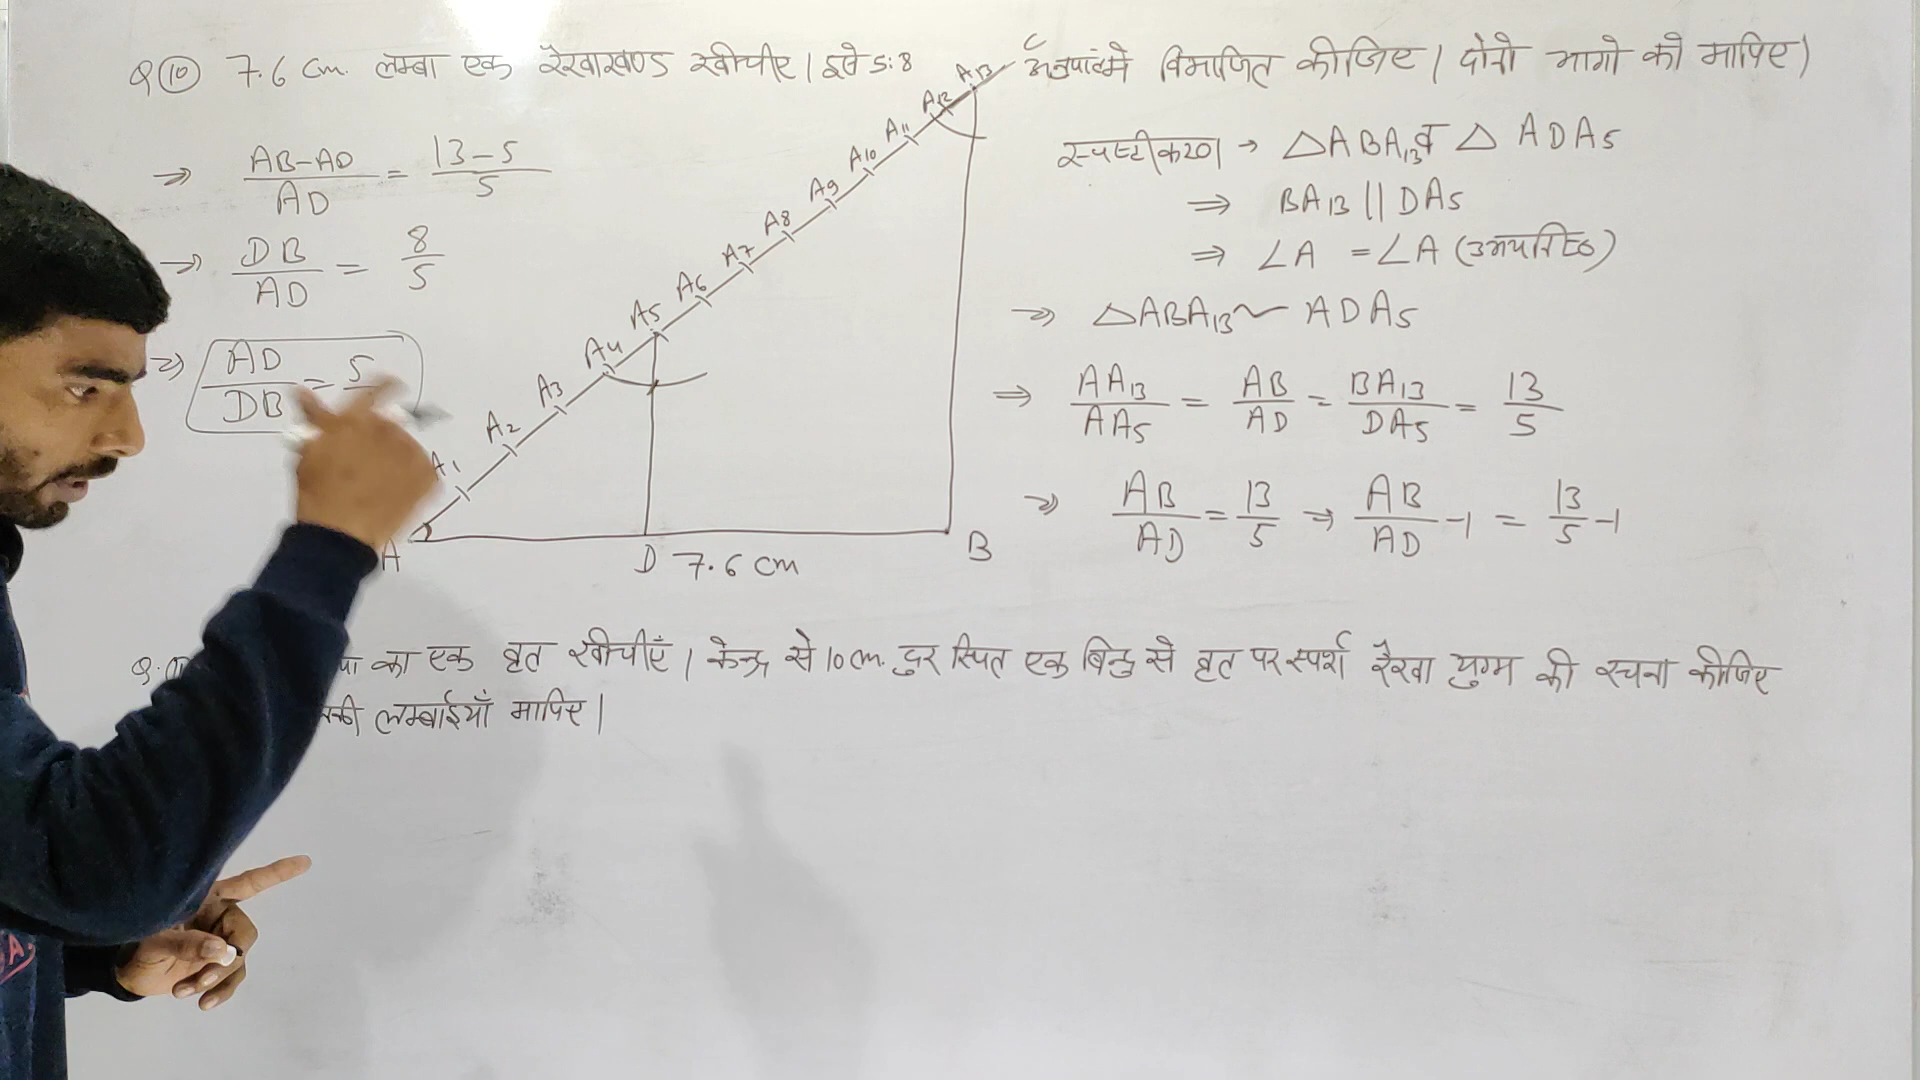 Q ⑩ 7.6 cm. लम्बा एक रेखाखण्ड खीचीए । इसे 5:8 अनुपात मे विभाजित कीजिए । दोनो भागो को मापिए )
⇒ AB-AD/AD = 13-5/5
⇒ DB/AD = 8/5
⇒ AD/DB = 5
A
A1
A2
A3
A4
A5
A6
A7
A8
A9
A10
A11
A12
A13
C
D 7.6 cm
B
स्पष्टीकरण → △ABA13 व △ ADA5
⇒ BA13 || DA5
⇒ ∠A = ∠A (उभयनिष्ठ)
⇒ △ABA13 ~ ADA5
⇒ AA13/AA5 = AB/AD = BA13/DA5 = 13/5
⇒ AB/AD = 13/5 ⇒ AB/AD -1 = 13/5 -1
Q. का एक वृत खीचीएँ । केन्द्र से 10cm. दुर स्थित एक बिन्दु से वृत पर स्पर्श रेखा युग्म की रचना कीजिए
लम्बाईयाँ मापिए ।